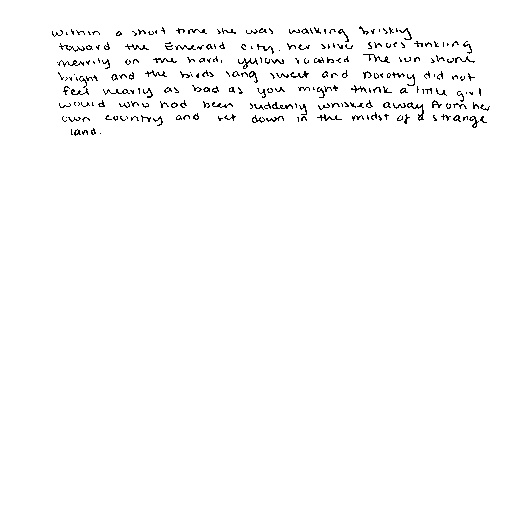 Within a short time she was walking briskly
toward the Emerald City, her silver shoes tinkling
merrily on the hard, yellow roadbed. The sun shone
bright and the birds sang sweet and Dorothy did not
feel nearly as bad as you might think a little girl
would who had been suddenly whisked away from her
own country and set down in the midst of a strange
land.